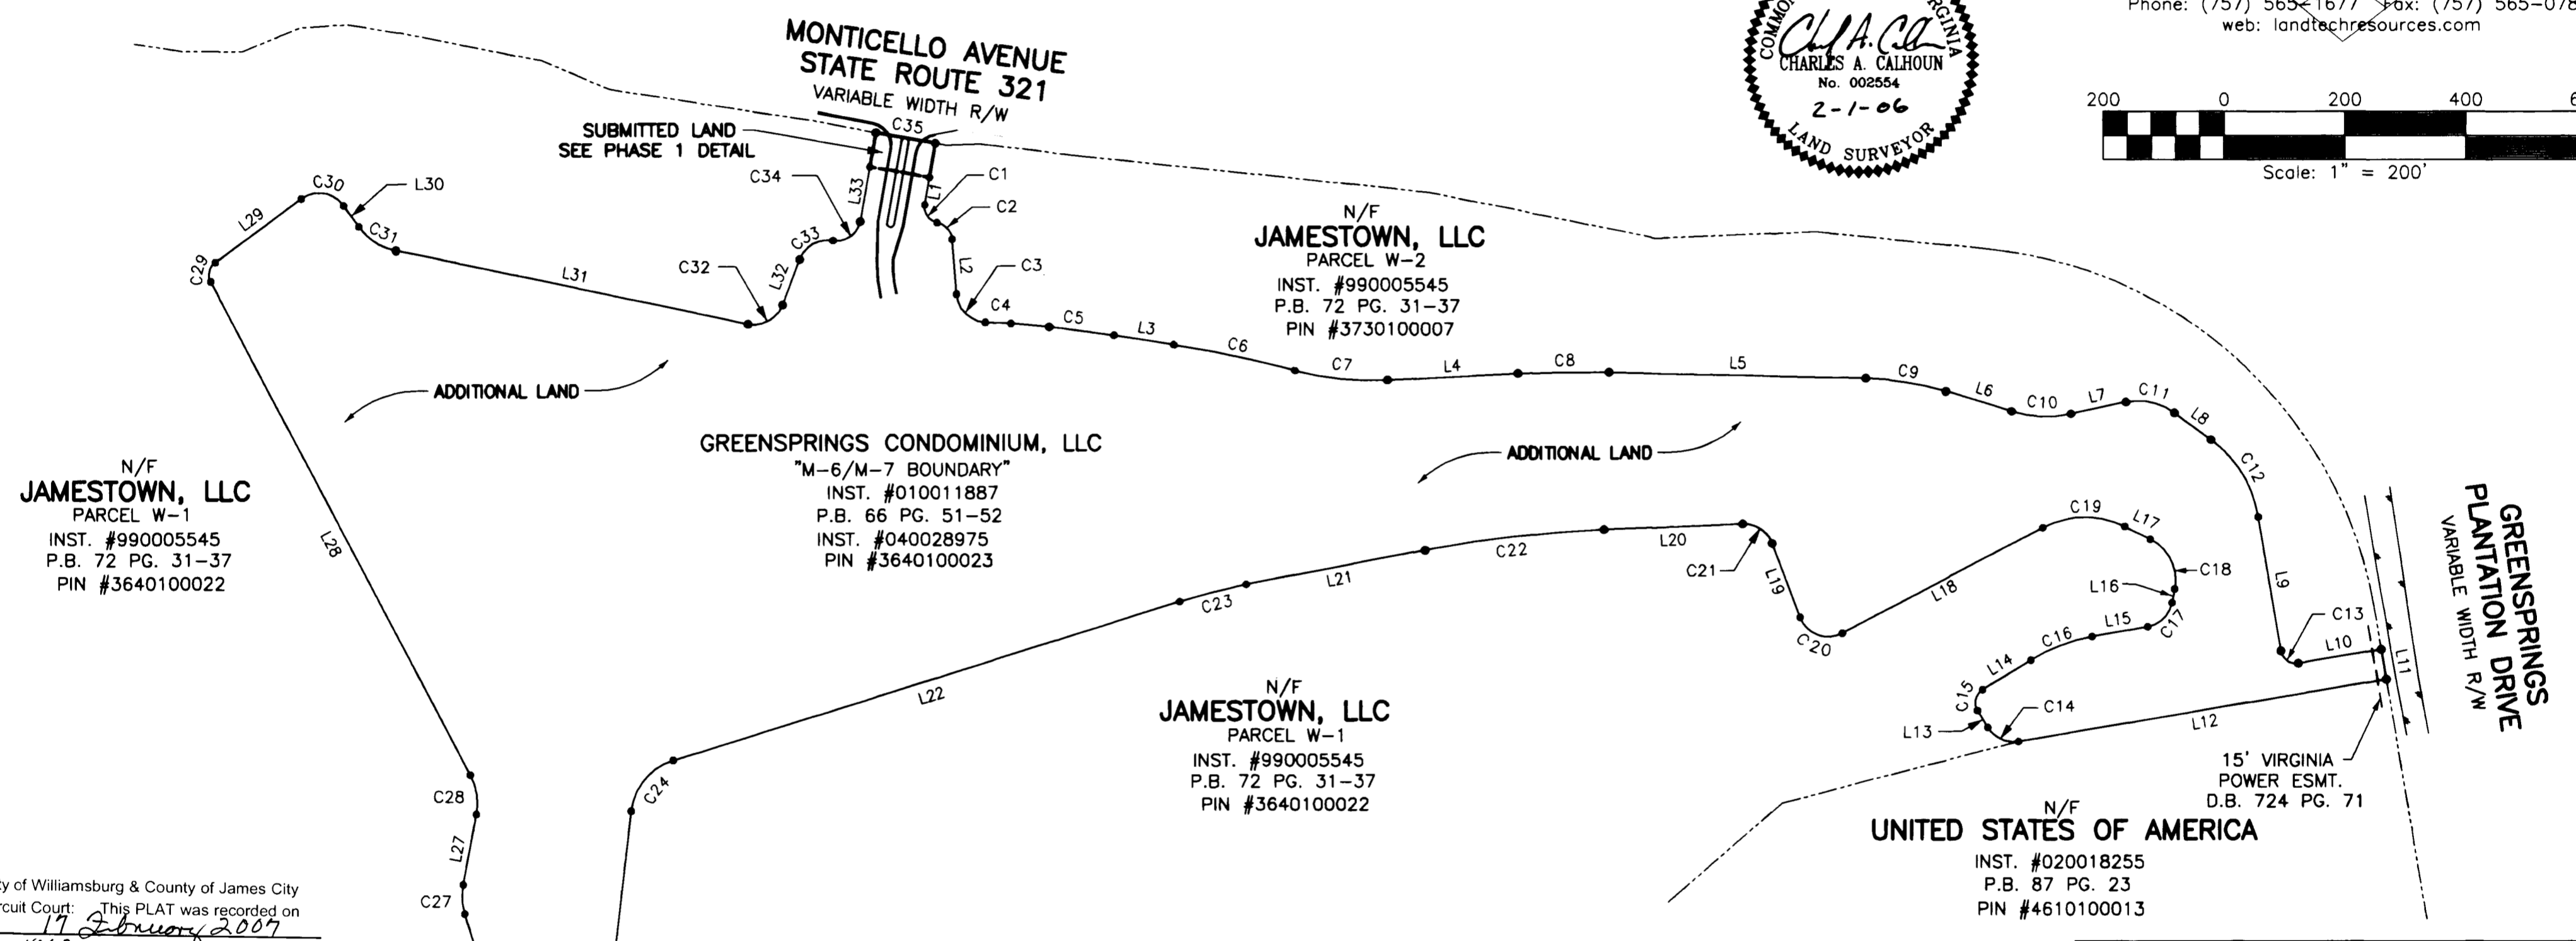 Phone: (757) 565-1677 Fax: (757) 565-078
web: landtechresources.com
CHARLES A. CALHOUN
No. 002554
2-1-06
LAND SURVEYOR
200 0 200 400
Scale: 1" = 200'
MONTICELLO AVENUE
STATE ROUTE 321
VARIABLE WIDTH R/W
SUBMITTED LAND
SEE PHASE 1 DETAIL
C35
C34
L33
L1
C1
C2
C30
L30
L29
C31
C29
L31
C33
C32
L32
L2
C3
C4
C5
L3
C6
C7
L4
C8
L5
C9
L6
C10
L7
C11
L8
C12
L9
C13
L10
L11
N/F
JAMESTOWN, LLC
PARCEL W-2
INST. #990005545
P.B. 72 PG. 31-37
PIN #3730100007
ADDITIONAL LAND
ADDITIONAL LAND
GREENSPRINGS CONDOMINIUM, LLC
"M-6/M-7 BOUNDARY"
INST. #010011887
P.B. 66 PG. 51-52
INST. #040028975
PIN #3640100023
N/F
JAMESTOWN, LLC
PARCEL W-1
INST. #990005545
P.B. 72 PG. 31-37
PIN #3640100022
L28
GREENSPRINGS
PLANTATION DRIVE
VARIABLE WIDTH R/W
C19
L17
C18
L16
C17
L15
C16
L14
C15
L13
C14
L12
L18
C20
L19
C21
L20
C22
L21
C23
L22
C24
C28
L27
C27
N/F
JAMESTOWN, LLC
PARCEL W-1
INST. #990005545
P.B. 72 PG. 31-37
PIN #3640100022
15' VIRGINIA
POWER ESMT.
D.B. 724 PG. 71
N/F
UNITED STATES OF AMERICA
INST. #020018255
P.B. 87 PG. 23
PIN #4610100013
ty of Williamsburg & County of James City
rcuit Court: This PLAT was recorded on
17 February 2007